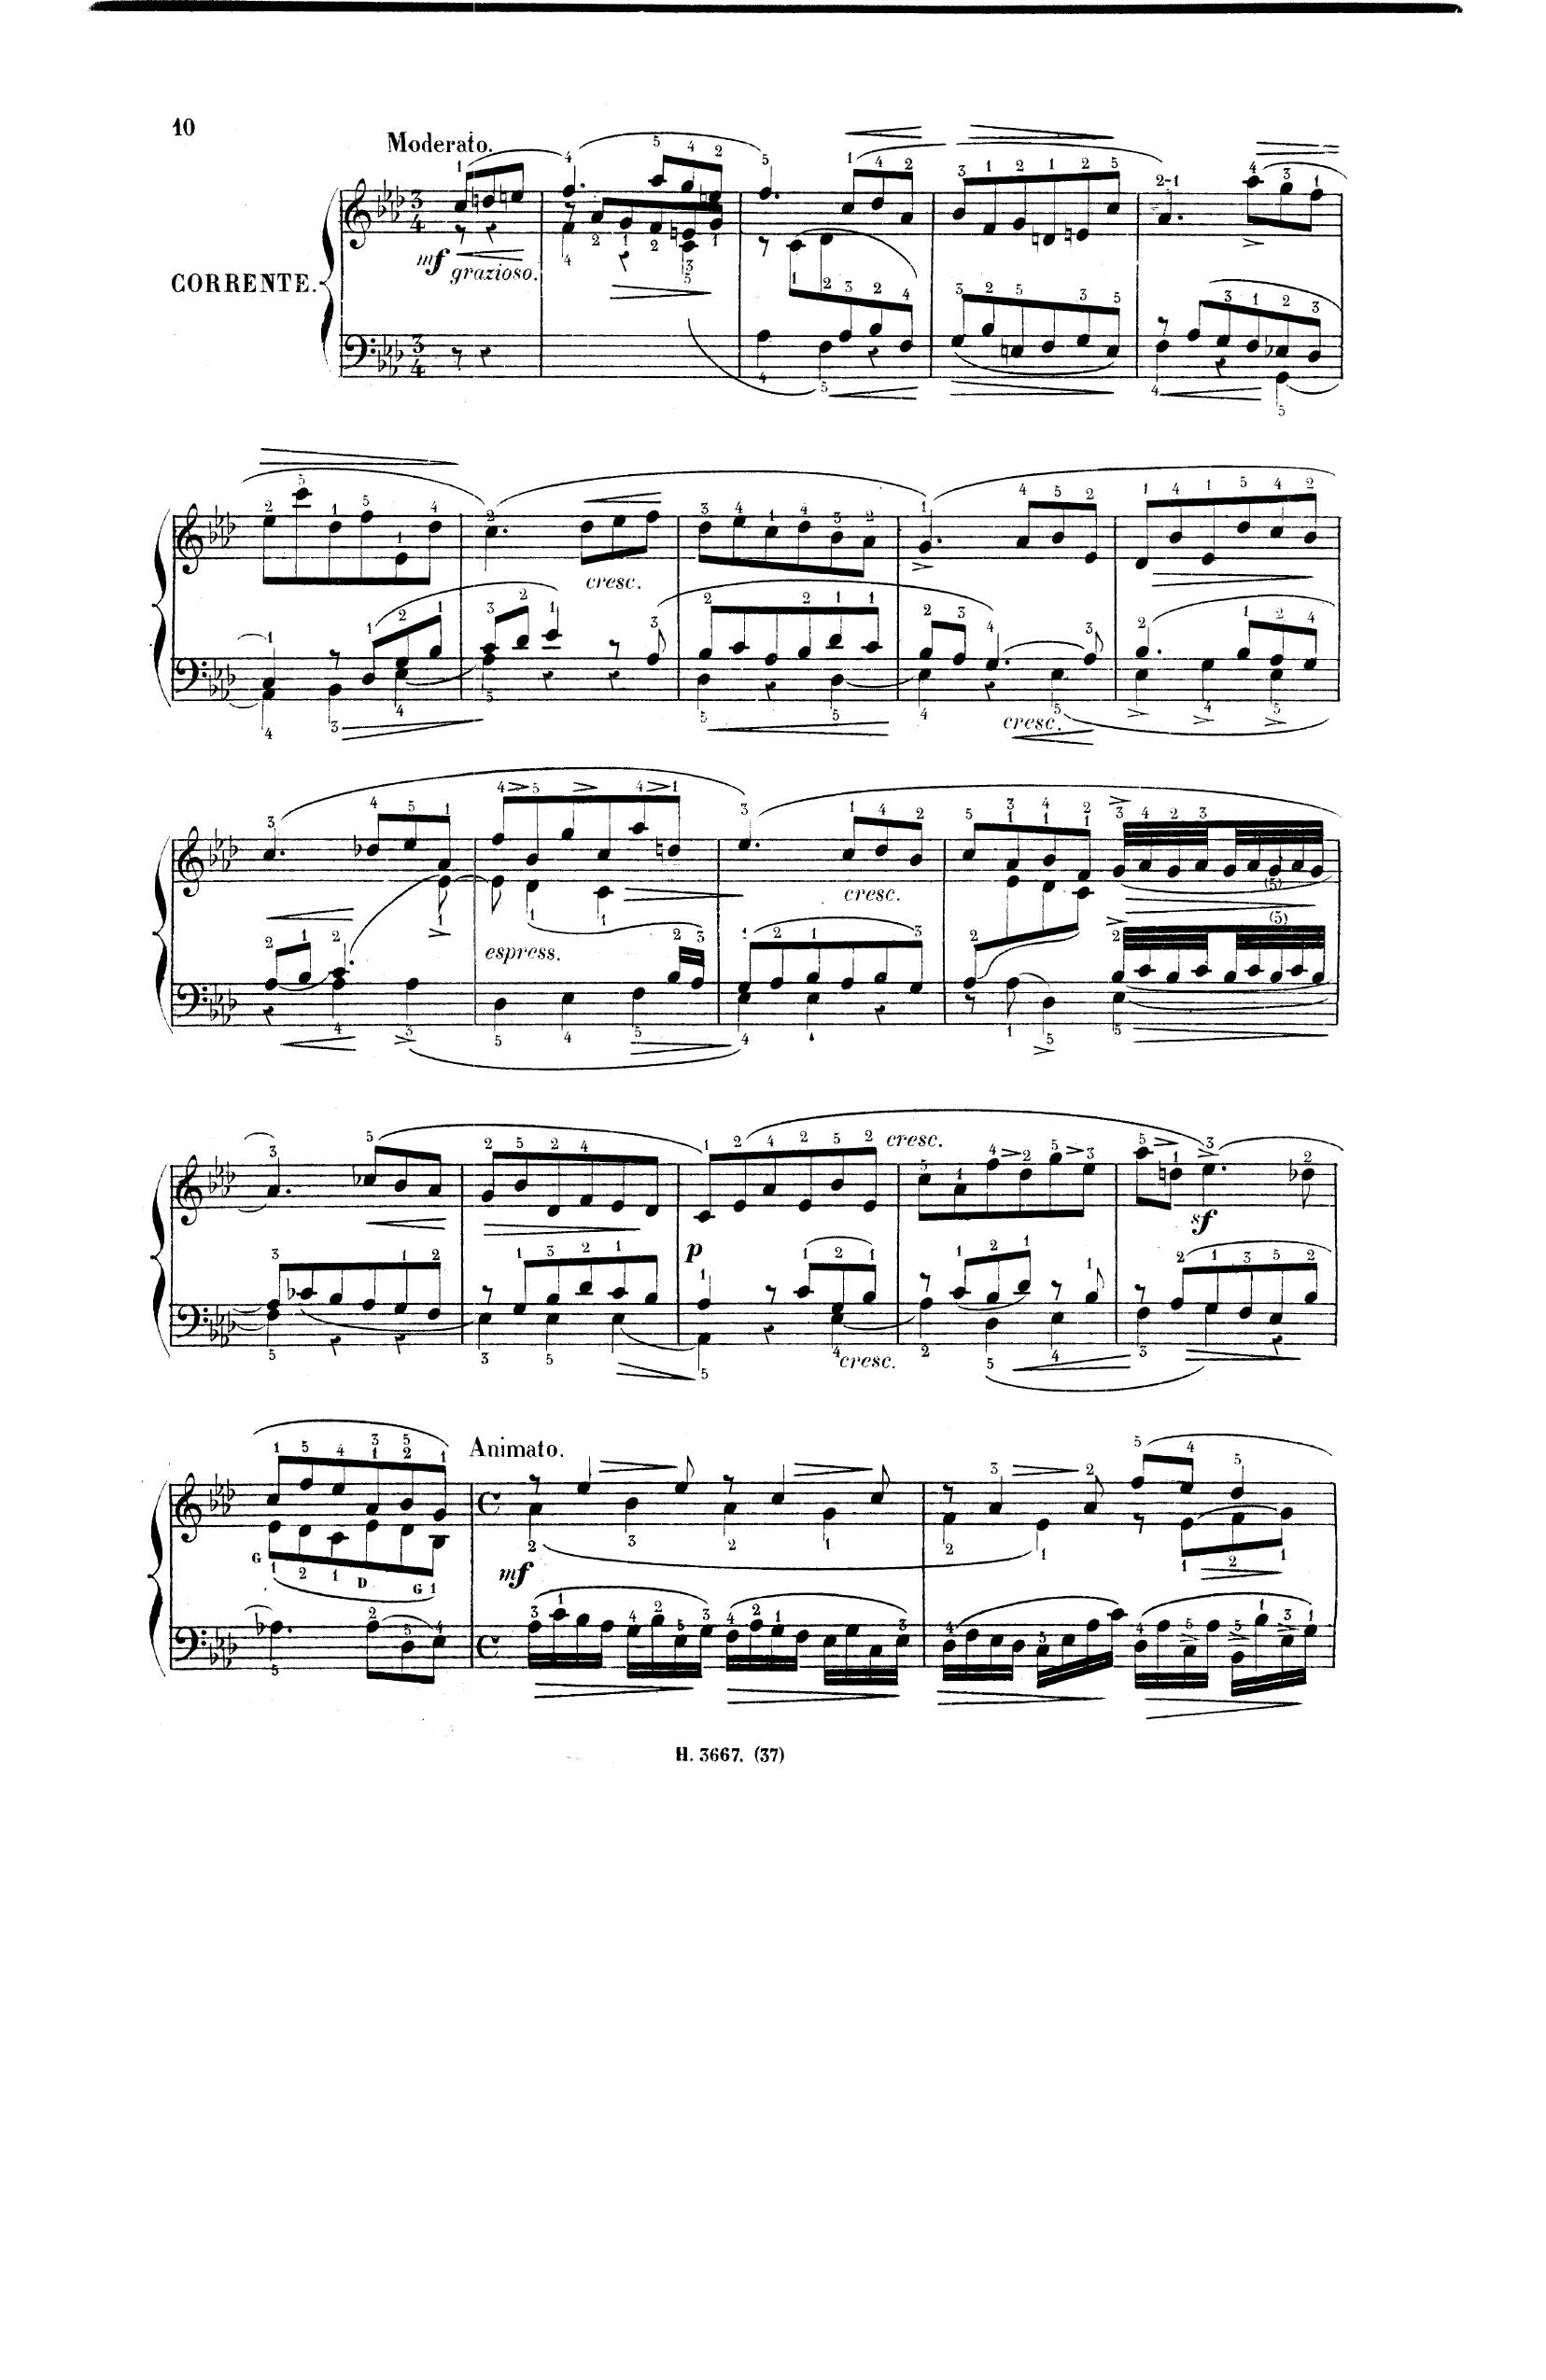 10
Moderato.
mf
grazioso.
CORRENTE.
cresc.
cresc.
cresc.
espress.
cresc.
p
cresc.
sf
Animato.
G
D
G
mf
H. 3667. (37)